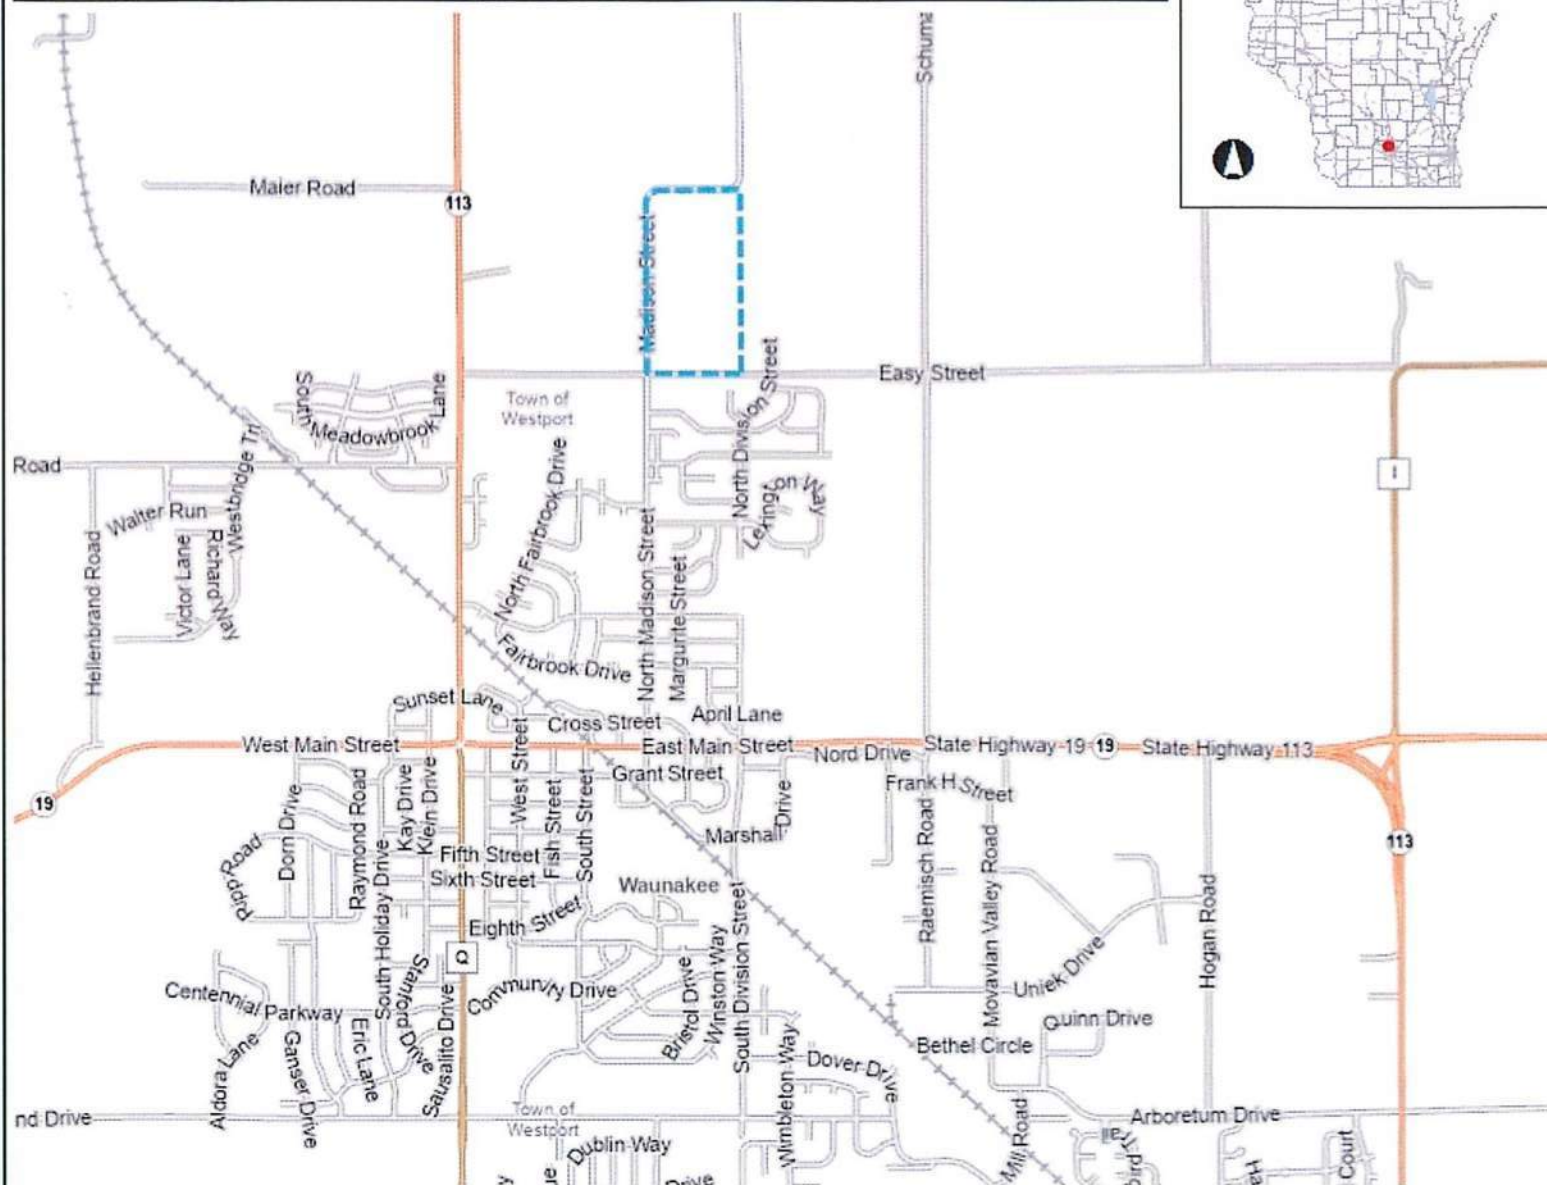 Schuma
Maier Road
113
Madison Street
Easy Street
South
Meadowbrook
Lane
Town of
Westport
North Division Street
Road
Westbridge Trl
North Fairbrook Drive
Lexington Way
I
Walter Run
Hellenbrand Road
Victor Lane
Richard Way
North Madison Street
Margurite Street
Fairbrook Drive
Sunset Lane
Cross Street
April Lane
West Main Street
East Main Street
Nord Drive
State Highway 19
19
State Highway 113
West Street
Grant Street
Frank H Street
19
Dorn Drive
Raymond Road
Kay Drive
Klein Drive
Fish Street
South Street
Marshall
Drive
Raemisch Road
Movavian Valley Road
113
Ripp Road
Fifth Street
Sixth Street
South Holiday Drive
Waunakee
Eighth Street
Q
Hogan Road
Uniek Drive
Stanford Drive
Community Drive
Bristol Drive
Winston Way
South Division Street
Centennial Parkway
Quinn Drive
Aldora Lane
Ganser Drive
Eric Lane
Sausalito Drive
Wimbleton Way
Dover Drive
Bethel Circle
nd Drive
Town of
Westport
Arboretum Drive
Dublin Way
Mill Road
ird Trail
Court
Ha
ue
y
Drive